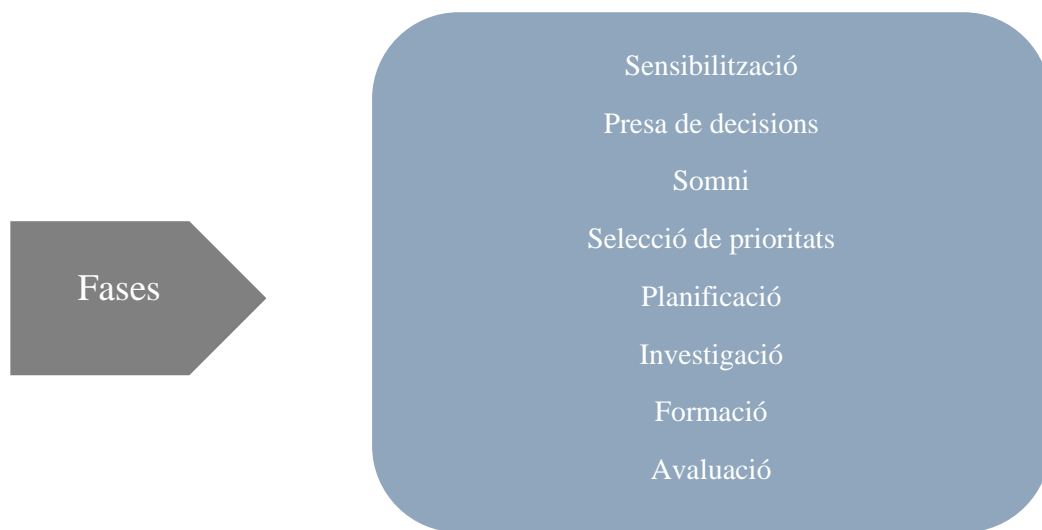 Fases
Sensibilització
Presa de decisions
Somni
Selecció de prioritats
Planificació
Investigació
Formació
Avaluació